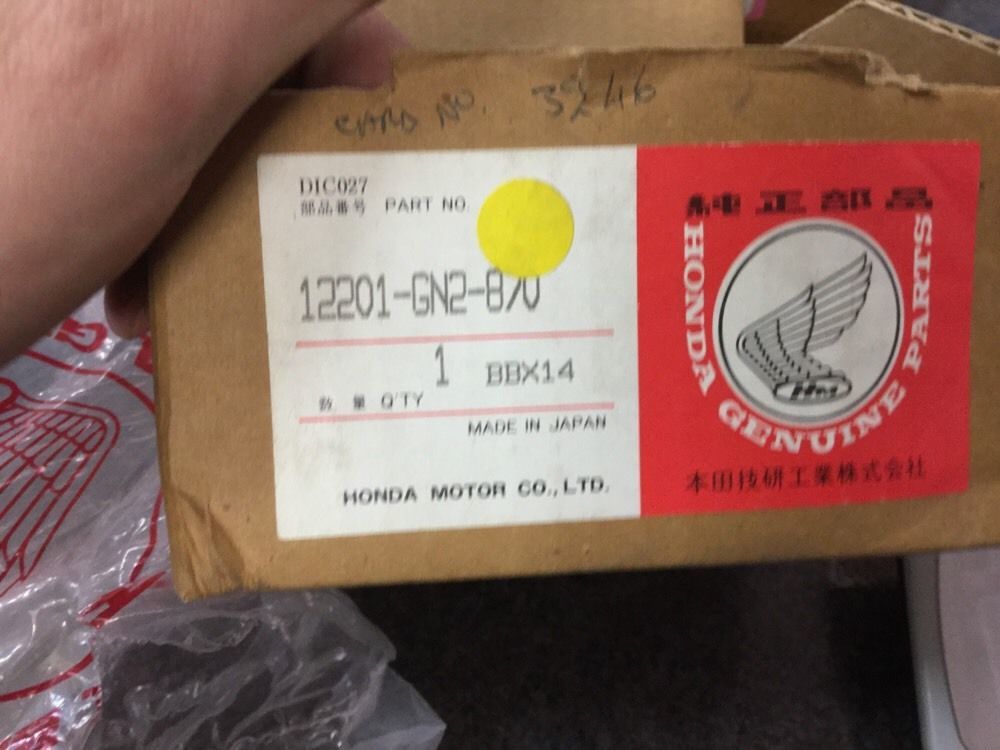 CARD NO.
DIC027
部品番号 PART NO.
12201-GN2-870
1 BBX14
数量 Q'TY
MADE IN JAPAN
HONDA MOTOR CO., LTD.
純正部品
HONDA GENUINE PARTS
HM
本田技研工業株式会社